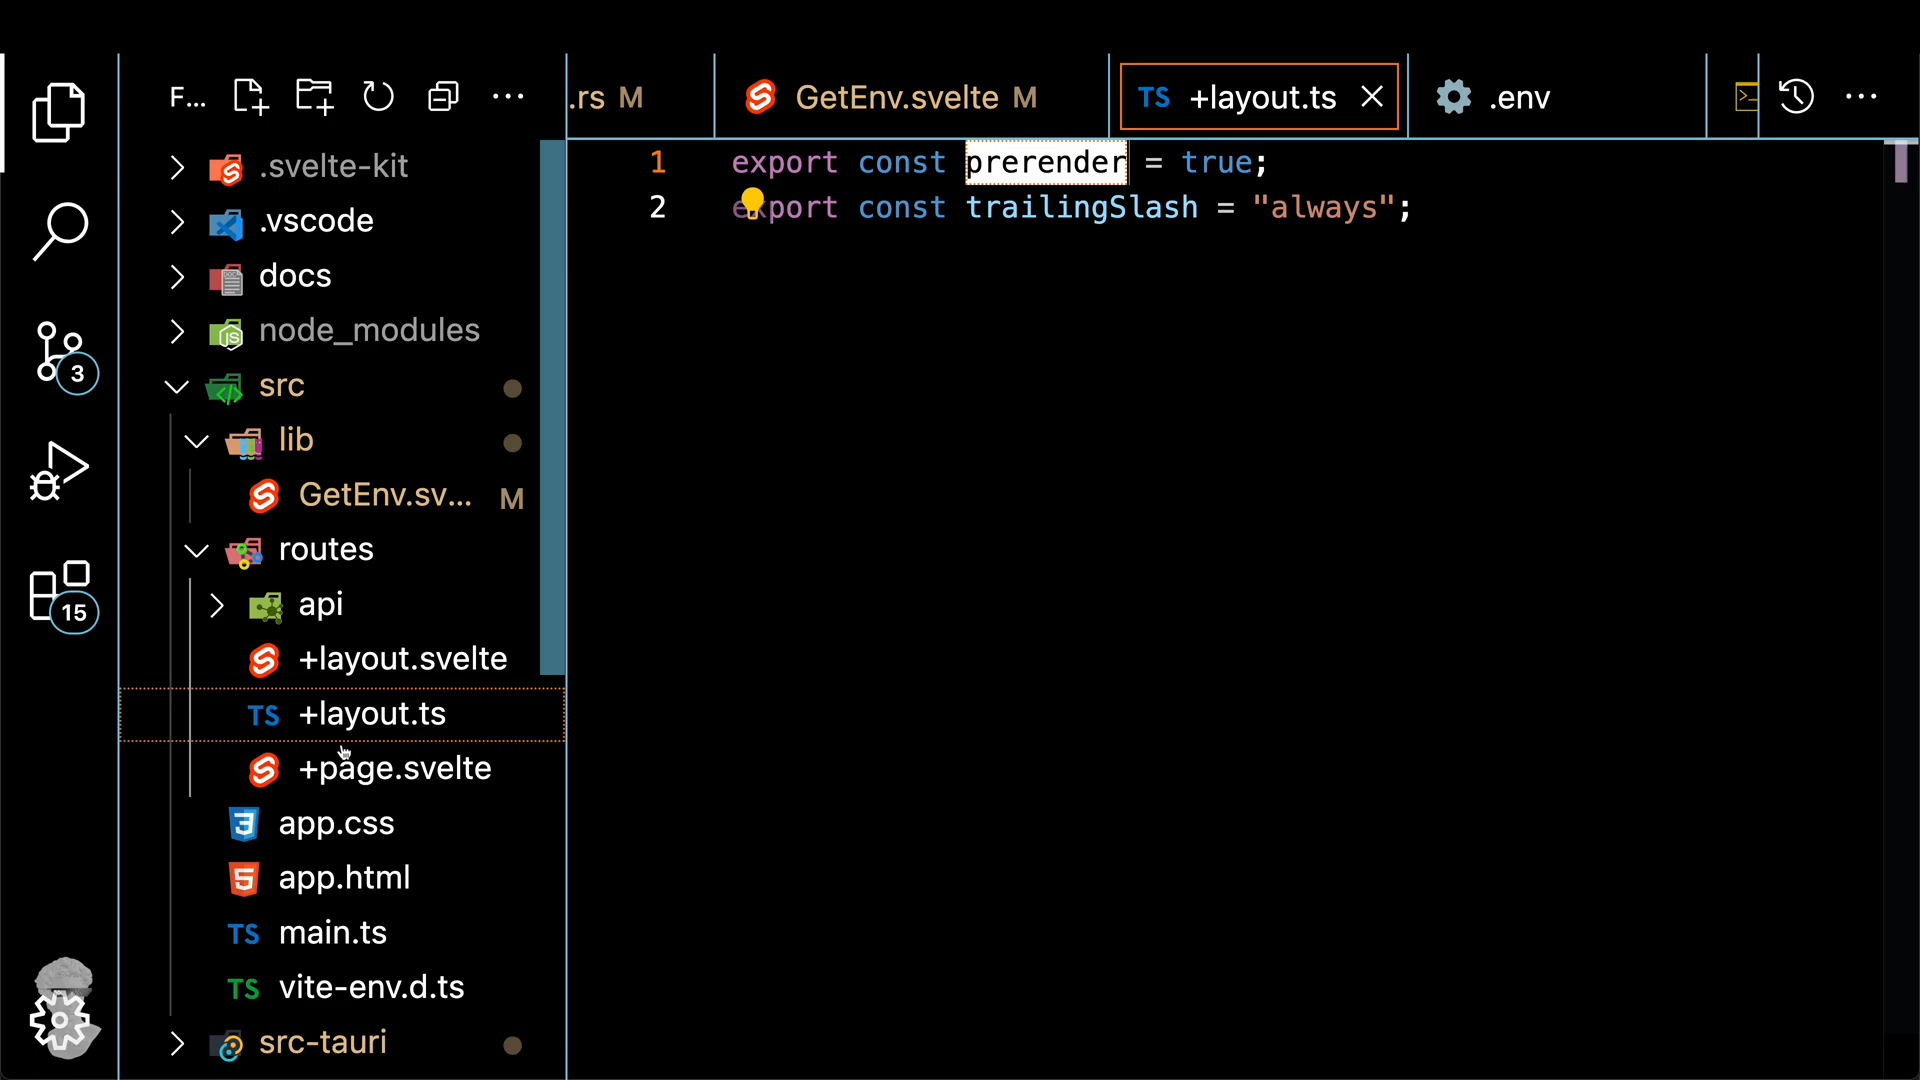 F...
.rs M
GetEnv.svelte M
TS +layout.ts
.env
.svelte-kit
.vscode
docs
node_modules
src
lib
GetEnv.sv... M
routes
api
+layout.svelte
TS +layout.ts
+page.svelte
app.css
app.html
TS main.ts
TS vite-env.d.ts
src-tauri
3
15
1 export const prerender = true;
2 export const trailingSlash = "always";